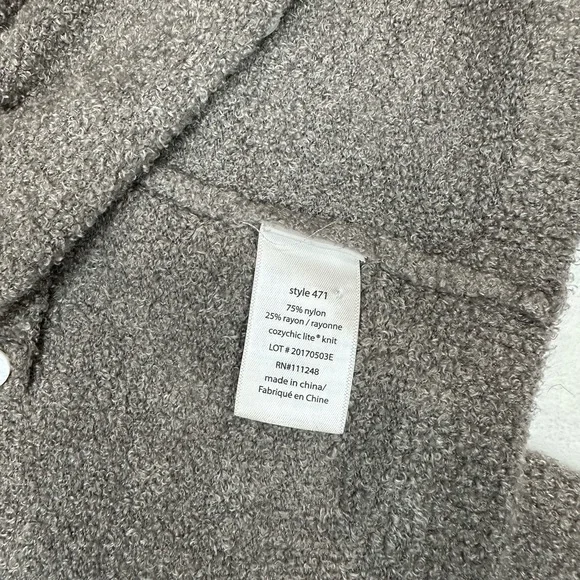 style 471
75% nylon
25% rayon / rayonne
cozychic lite® knit
LOT # 20170503E
RN#111248
made in china/
Fabriqué en Chine